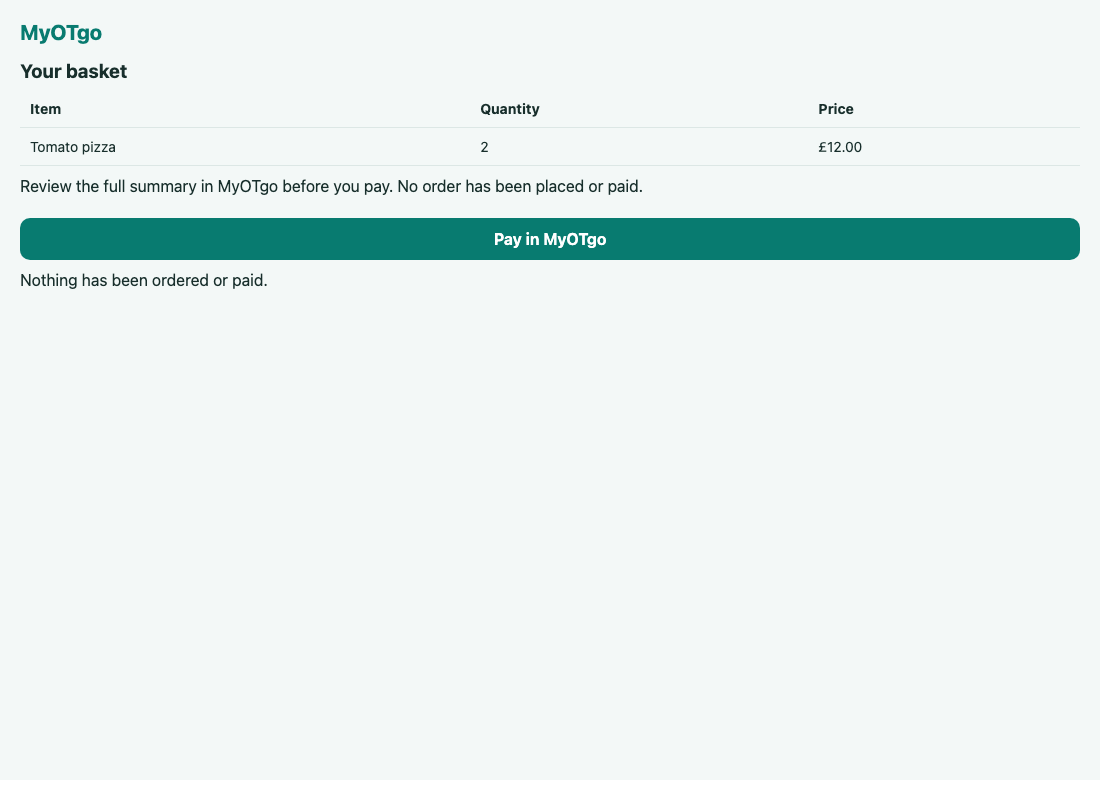 MyOTgo
Your basket
Item Quantity Price
Tomato pizza 2 £12.00
Review the full summary in MyOTgo before you pay. No order has been placed or paid.
Pay in MyOTgo
Nothing has been ordered or paid.